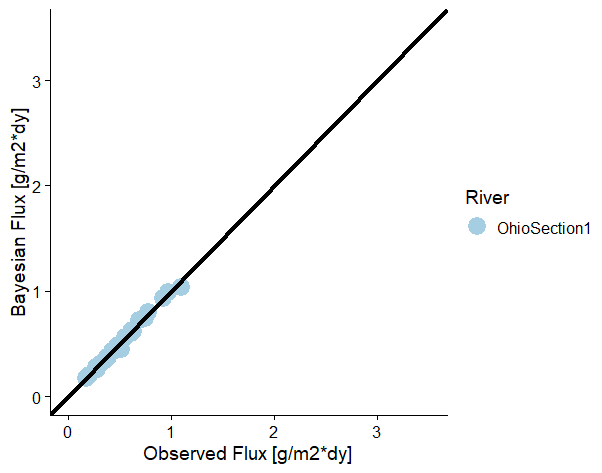 3
2
1
0
Bayesian Flux [g/m2*dy]
0 1 2 3
Observed Flux [g/m2*dy]
River
OhioSection1